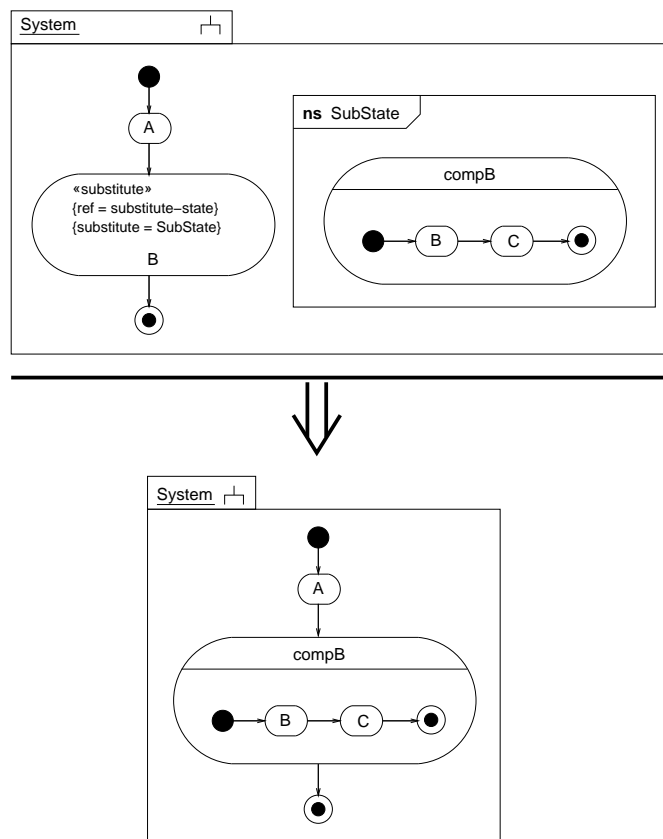 System
A
«substitute»
{ref = substitute−state}
{substitute = SubState}
B
ns SubState
compB
B C
System
A
compB
B C